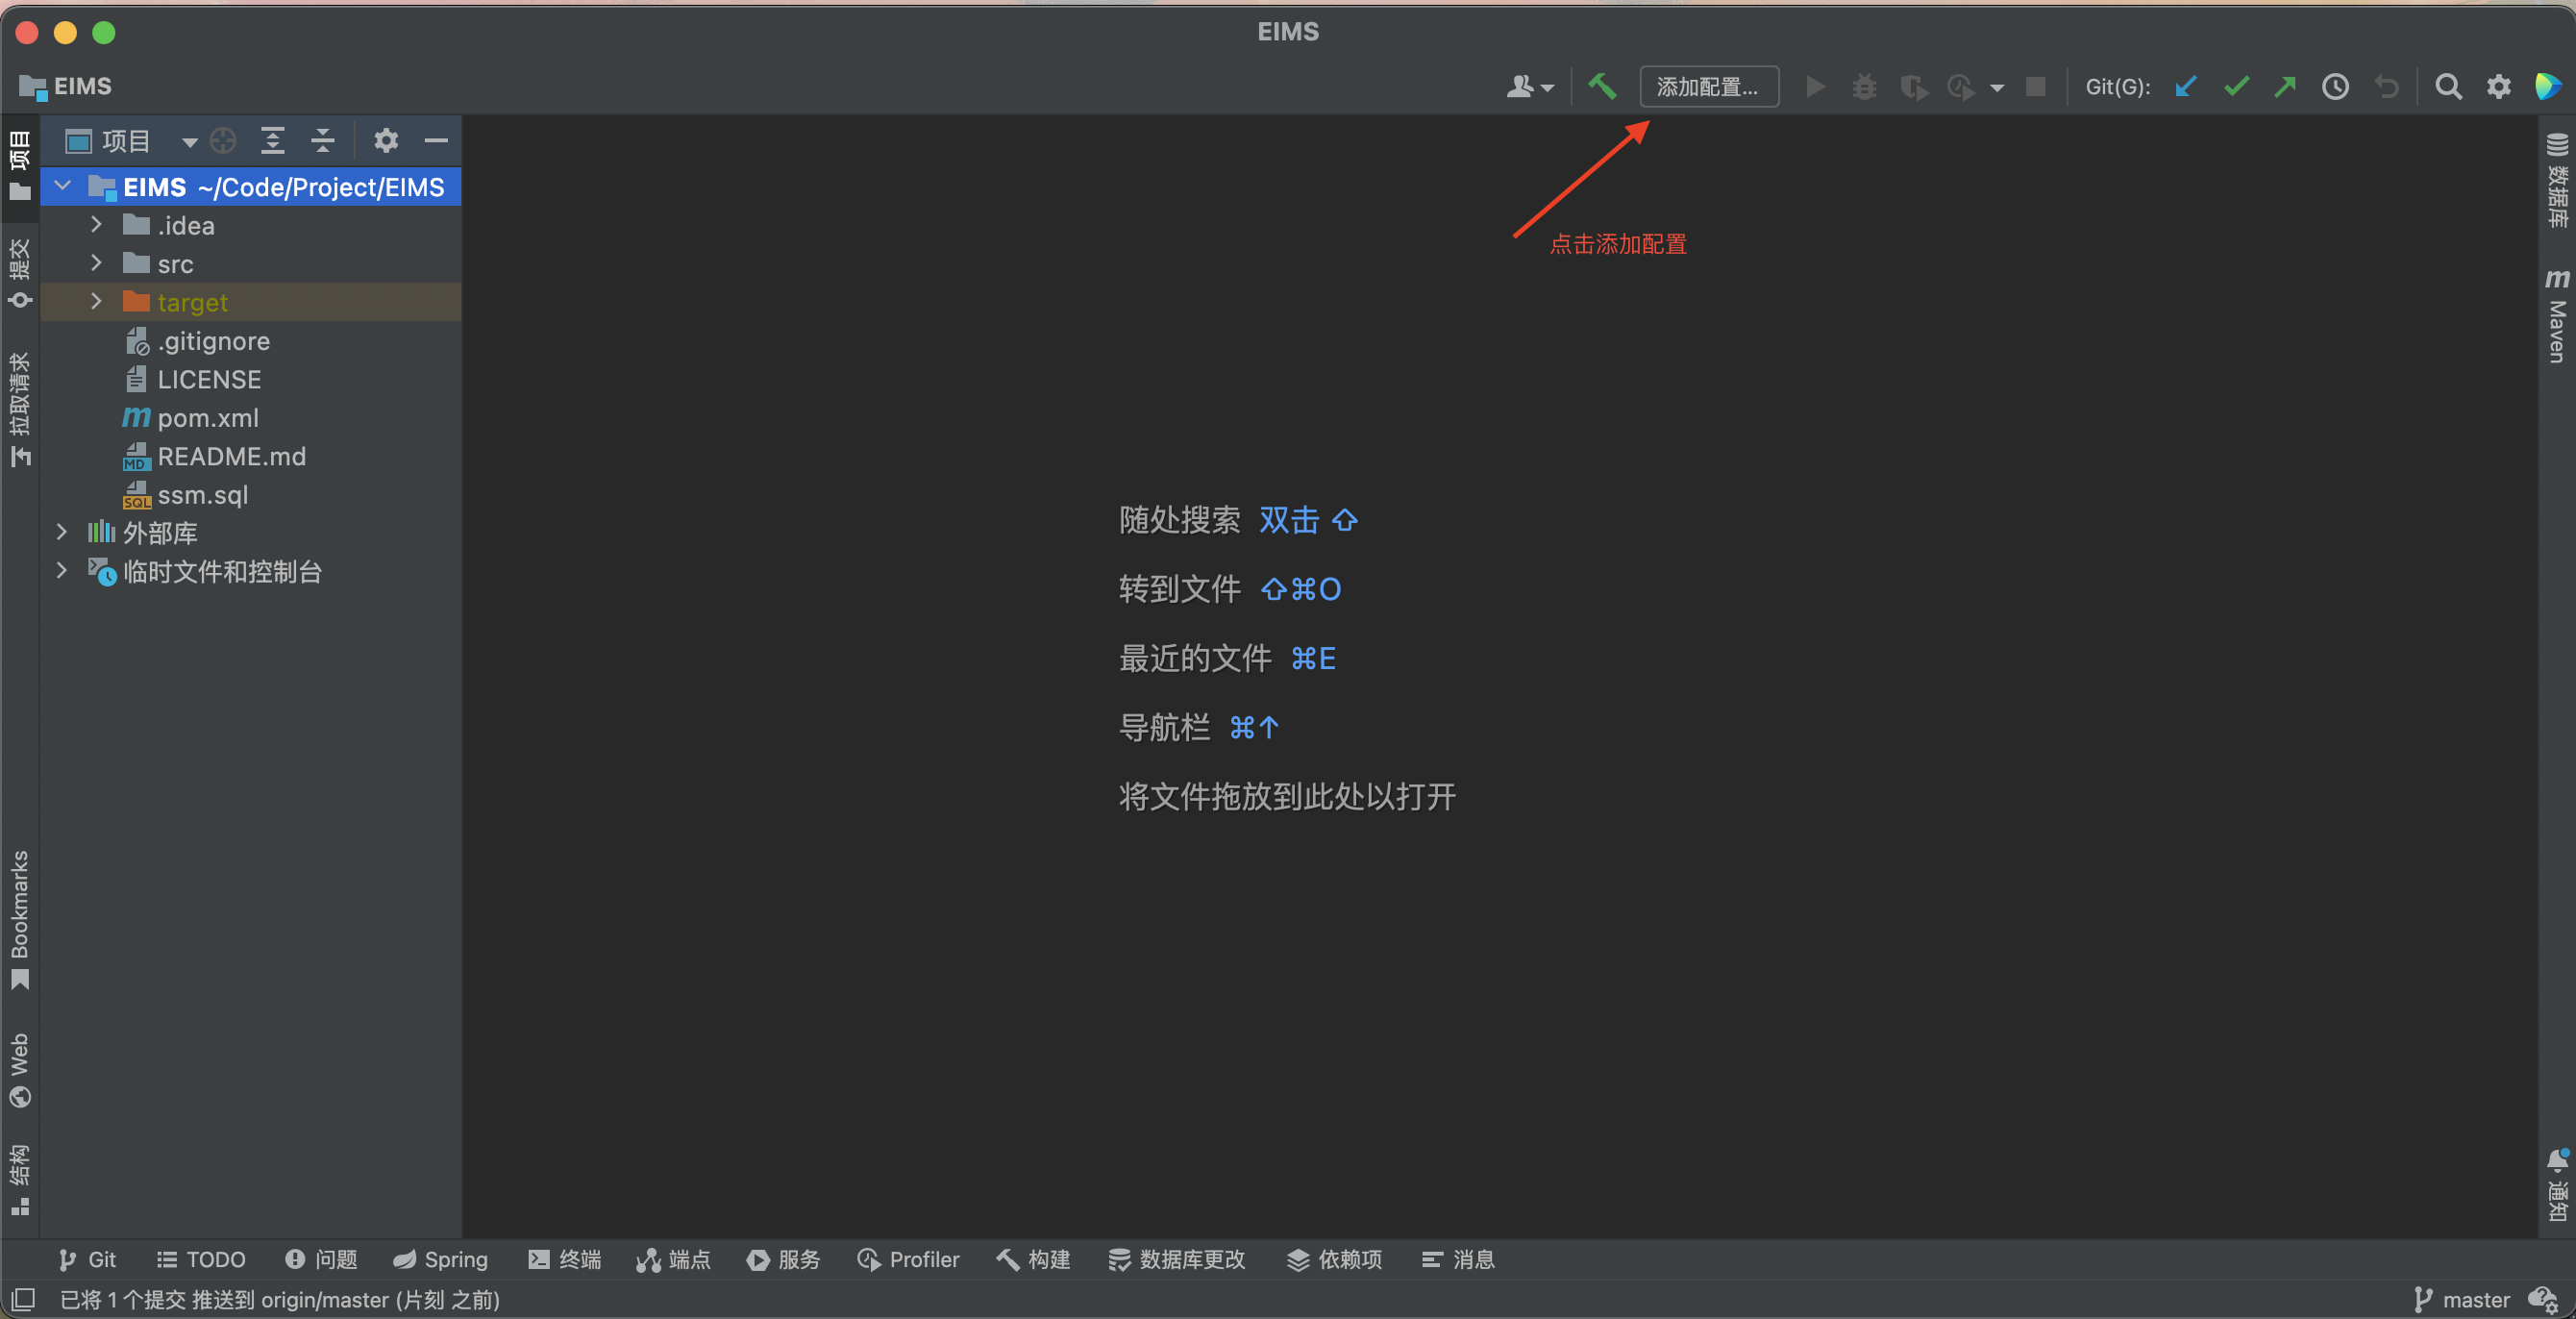 EIMS
EIMS
添加配置...
Git(G):
项目
EIMS ~/Code/Project/EIMS
.idea
src
target
.gitignore
LICENSE
pom.xml
README.md
ssm.sql
外部库
临时文件和控制台
项目
提交
拉取请求
Bookmarks
Web
结构
点击添加配置
随处搜索 双击 ⇧
转到文件 ⇧⌘O
最近的文件 ⌘E
导航栏 ⌘↑
将文件拖放到此处以打开
数据库
m Maven
通知
Git TODO 问题 Spring 终端 端点 服务 Profiler 构建 数据库更改 依赖项 消息
已将 1 个提交 推送到 origin/master (片刻 之前)
master